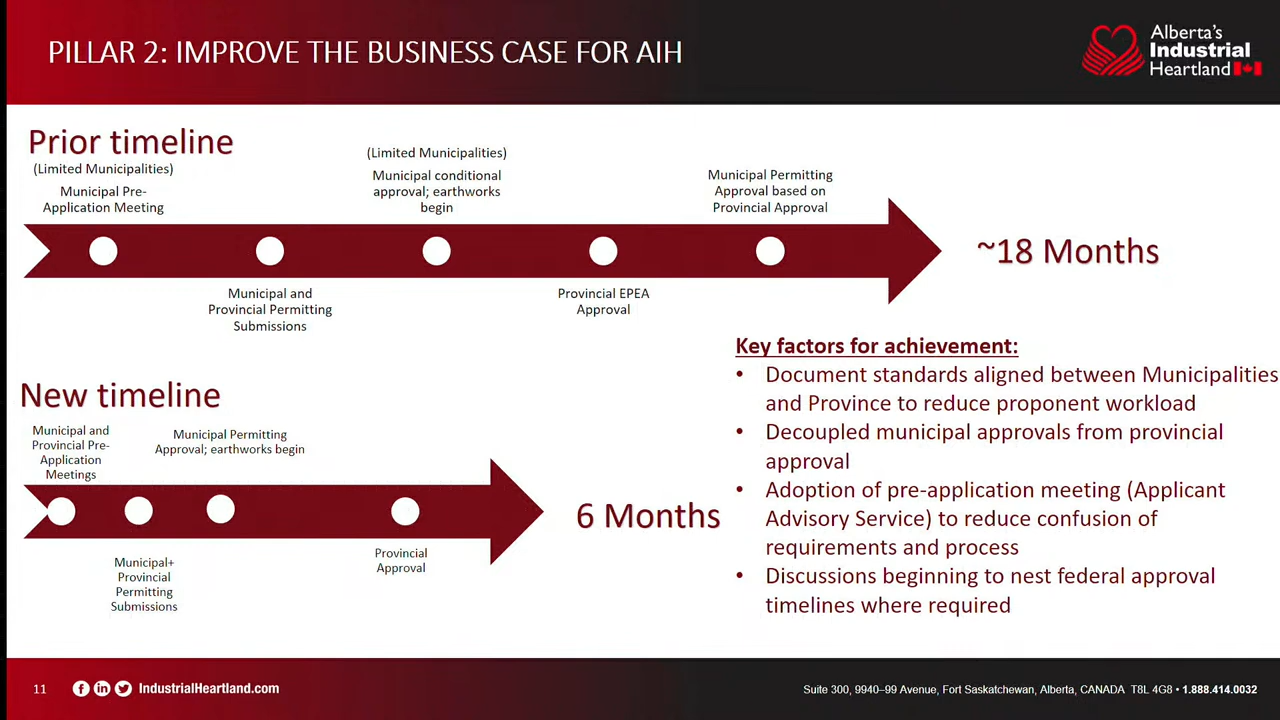 PILLAR 2: IMPROVE THE BUSINESS CASE FOR AIH
Alberta's
Industrial
Heartland
Prior timeline
(Limited Municipalities)
Municipal Pre-
Application Meeting
(Limited Municipalities)
Municipal conditional
approval; earthworks
begin
Municipal Permitting
Approval based on
Provincial Approval
~18 Months
Municipal and
Provincial Permitting
Submissions
Provincial EPEA
Approval
New timeline
Municipal and
Provincial Pre-
Application
Meetings
Municipal Permitting
Approval; earthworks begin
6 Months
Municipal+
Provincial
Permitting
Submissions
Provincial
Approval
Key factors for achievement:
• Document standards aligned between Municipalities
and Province to reduce proponent workload
• Decoupled municipal approvals from provincial
approval
• Adoption of pre-application meeting (Applicant
Advisory Service) to reduce confusion of
requirements and process
• Discussions beginning to nest federal approval
timelines where required
11
IndustrialHeartland.com
Suite 300, 9940–99 Avenue, Fort Saskatchewan, Alberta, CANADA T8L 4G8 • 1.888.414.0032